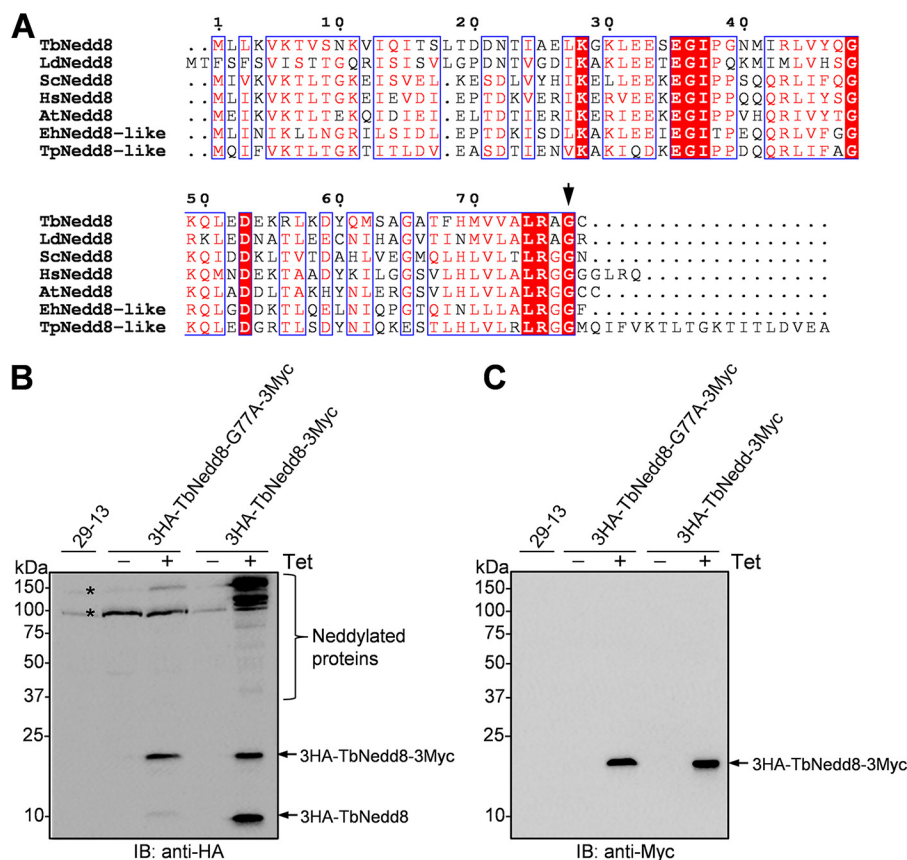 A
1 10 20 30 40
TbNedd8 ..MLLKVKTVSNKVIQITSLTDDNTIAELKGKLEESEGIPGNMIRLVYQG
LdNedd8 MTFSFSVISTTGQRISISVLGPDNTVGDIKAKLEETEGIPQKMIMLVHSG
ScNedd8 ..MIVKVKTLTGKEISVEL.KESDLVYHIKELLEEKEGIPPSQQRLIFQG
HsNedd8 ..MLIKVKTLTGKEIEVDI.EPTDKVERIKERVEEKEGIPPQQQRLIYSG
AtNedd8 ..MIKVKTLTEKQIDIDI.EPTDTIERIKERIEEKEGIPPVHQRLIYTG
EhNedd8-like ..MLINIKLLNGRILSIDL.EPTDKISDLKAKIEEKEGITPEQQRLVFGG
TpNedd8-like ..MQIFVKTLTGKTITLDV.EASDTIENVKAKIQDKEGIPPDQQRLIFAG
50 60 70
TbNedd8 KQLEDEKRLKDYQMSAGATFHMVVALRAGC..................
LdNedd8 RKLEDNATLEECNIHAGVTINMVLALRAGR..................
ScNedd8 KQIDDKLTVTDAHLVEGMQLHLVLTLRGGN..................
HsNedd8 KQMNDEKTAADYKILGGSVLHLVLALRGGGGLRQ..............
AtNedd8 KQLADDLTAKHYNLERGSVLHLVLALRGGCC.................
EhNedd8-like RQLGDDKTLQELNIQPGTQINLLLALRGGF..................
TpNedd8-like KQLEDGRTLSDYNIQKESTLHLVLRLRGGMQIFVKTLTGKTITLDVEA
B
29-13
3HA-TbNedd8-G77A-3Myc
3HA-TbNedd8-3Myc
– + – + Tet
kDa
150
100
75
50
37
25
10
*
*
Neddylated proteins
3HA-TbNedd8-3Myc
3HA-TbNedd8
IB: anti-HA
C
29-13
3HA-TbNedd8-G77A-3Myc
3HA-TbNedd-3Myc
– + – + Tet
kDa
150
100
75
50
37
25
10
3HA-TbNedd8-3Myc
IB: anti-Myc